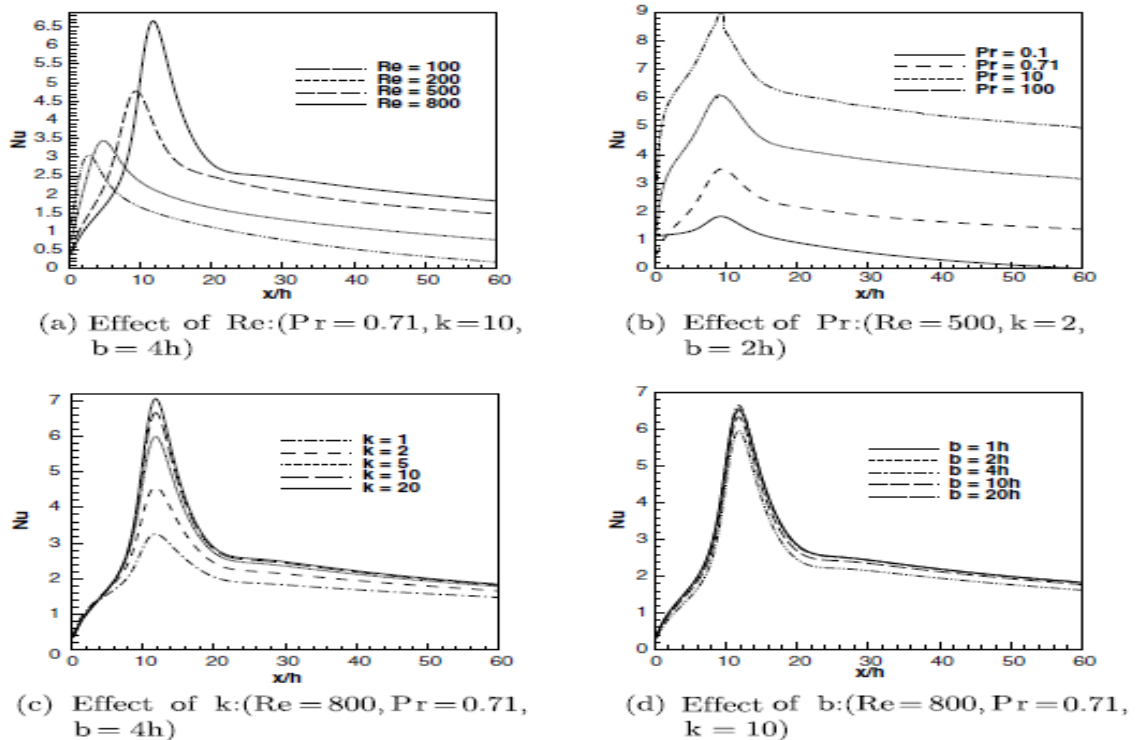 6.5
6
5.5
5
4.5
4
3.5
3
2.5
2
1.5
1
0.5
0
Nu
0 10 20 30 40 50 60
x/h
Re = 100
Re = 200
Re = 500
Re = 800
(a) Effect of Re:(Pr = 0.71, k=10,
b = 4h)
9
8
7
6
5
4
3
2
1
0
Nu
0 10 20 30 40 50 60
x/h
Pr = 0.1
Pr = 0.71
Pr = 10
Pr = 100
(b) Effect of Pr:(Re = 500, k=2,
b = 2h)
7
6
5
4
3
2
1
0
Nu
0 10 20 30 40 50 60
x/h
k = 1
k = 2
k = 5
k = 10
k = 20
(c) Effect of k:(Re = 800, Pr = 0.71,
b = 4h)
7
6
5
4
3
2
1
0
Nu
0 10 20 30 40 50 60
x/h
b = 1h
b = 2h
b = 4h
b = 10h
b = 20h
(d) Effect of b:(Re = 800, Pr = 0.71,
k = 10)